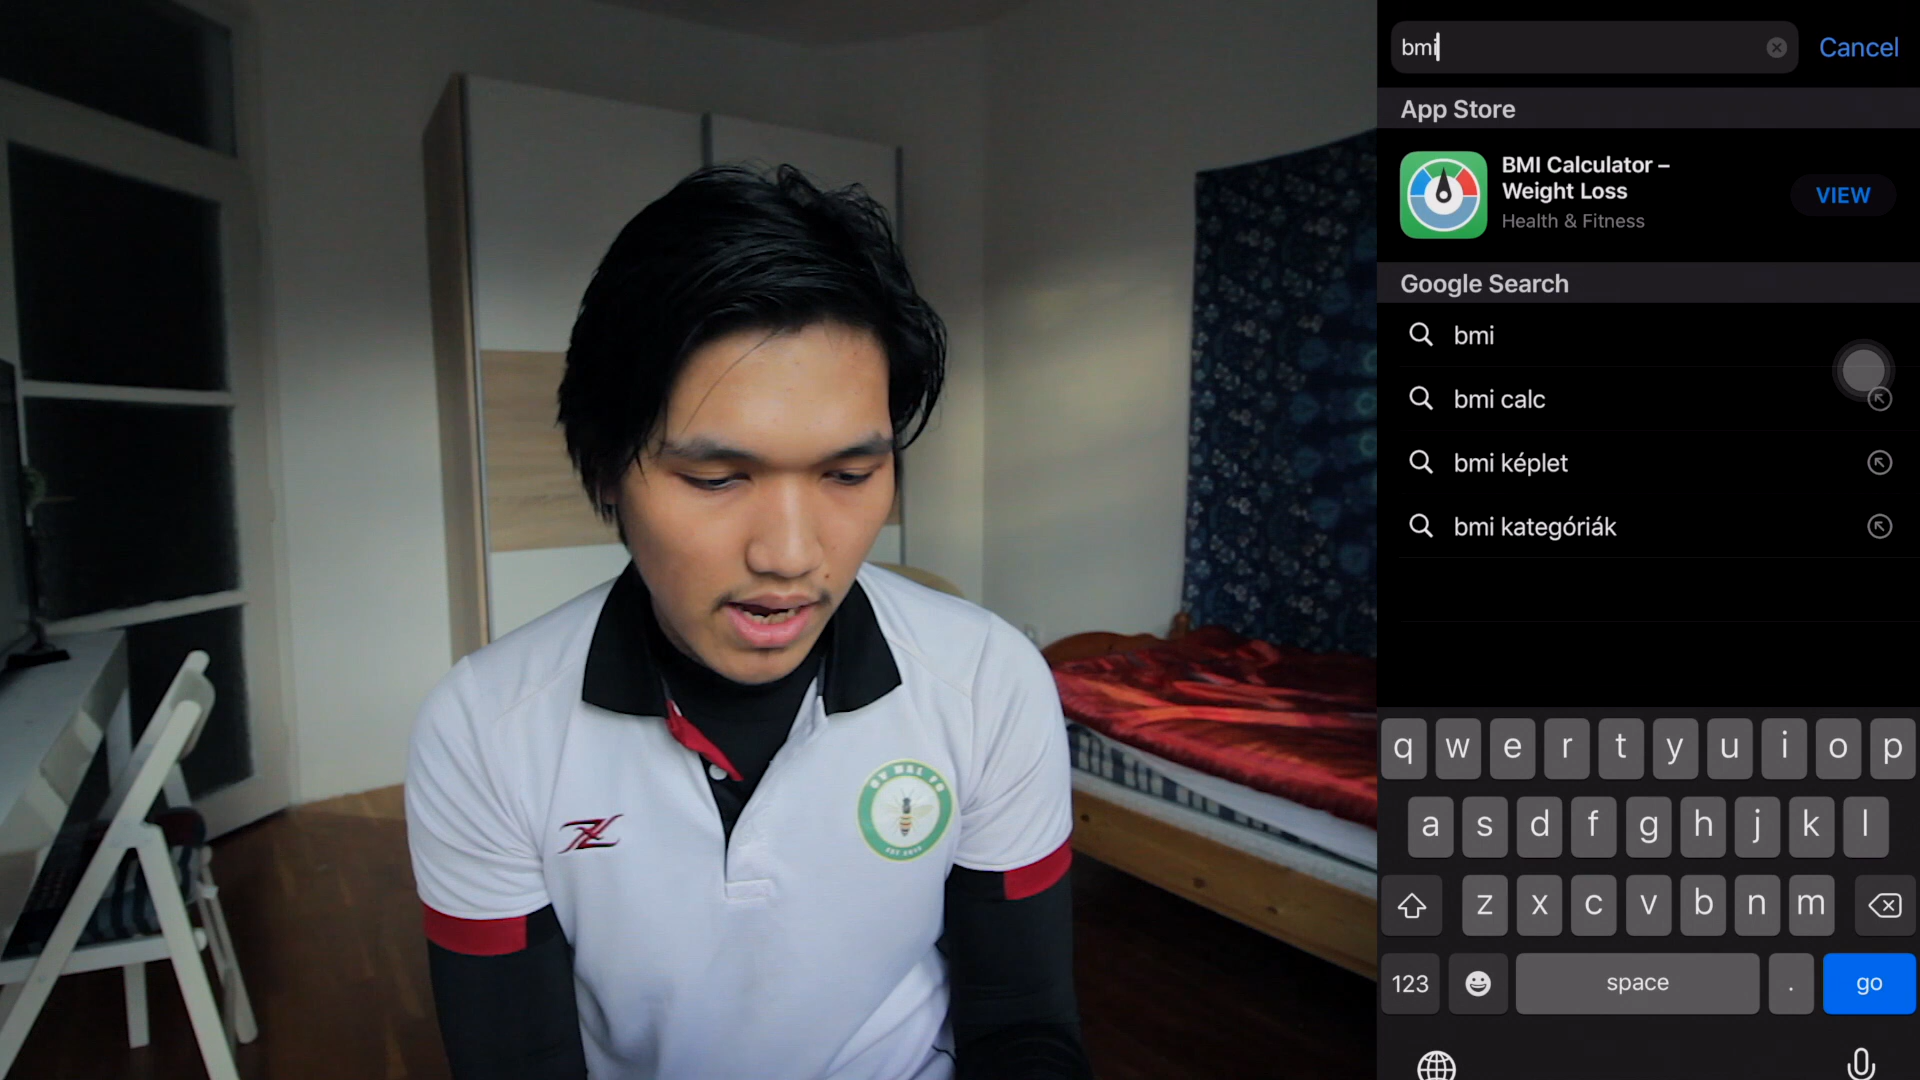 bmi
Cancel
App Store
BMI Calculator –
Weight Loss
Health & Fitness
VIEW
Google Search
bmi
bmi calc
bmi képlet
bmi kategóriák
q w e r t y u i o p
a s d f g h j k l
z x c v b n m
123 space . go